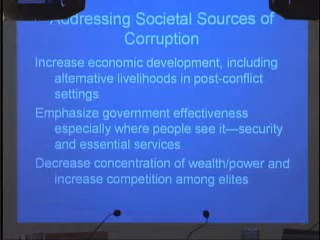 Addressing Societal Sources of
Corruption
Increase economic development, including
alternative livelihoods in post-conflict
settings
Emphasize government effectiveness
especially where people see it—security
and essential services
Decrease concentration of wealth/power and
increase competition among elites